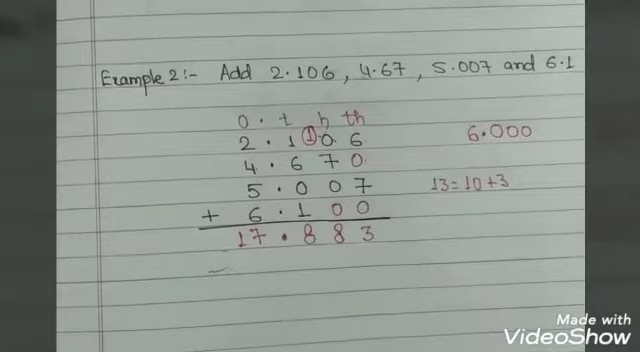 Example 2:- Add 2.106, 4.67, 5.007 and 6.1
0 . t h th
2 . 1 ① 0 6
6.000
4 . 6 7 0
5 . 0 0 7
13 = 10 + 3
+ 6 . 1 0 0
17 . 8 8 3
Made with
VideoShow